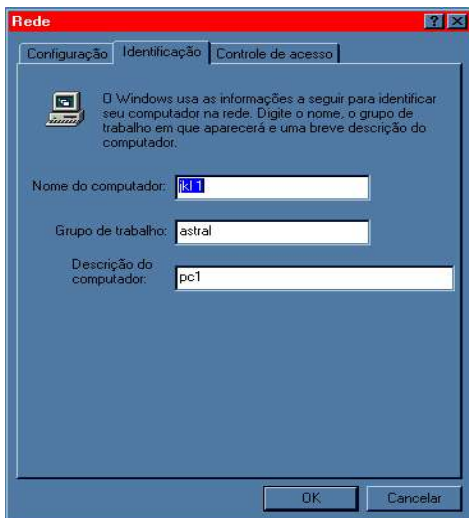 Rede
Configuração Identificação Controle de acesso
O Windows usa as informações a seguir para identificar
seu computador na rede. Digite o nome, o grupo de
trabalho em que aparecerá e uma breve descrição do
computador.
Nome do computador: jkl 1
Grupo de trabalho: astral
Descrição do
computador: pc1
OK Cancelar